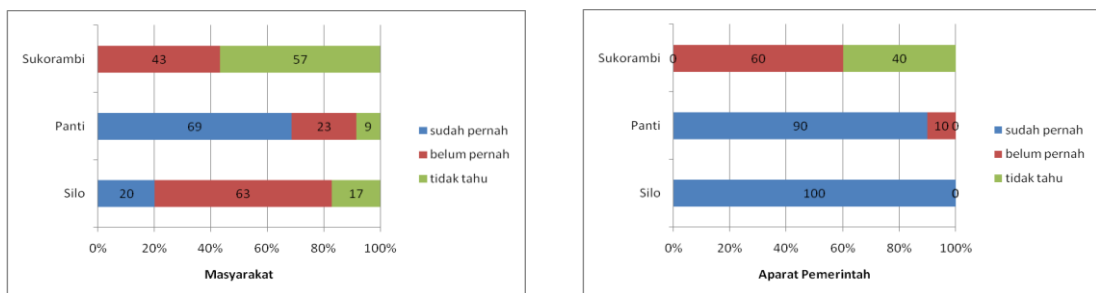 Sukorambi 43 57
Panti 69 23 9
Silo 20 63 17
0% 20% 40% 60% 80% 100%
Masyarakat
sudah pernah
belum pernah
tidak tahu
Sukorambi 0 60 40
Panti 90 10 0
Silo 100 0
0% 20% 40% 60% 80% 100%
Aparat Pemerintah
sudah pernah
belum pernah
tidak tahu